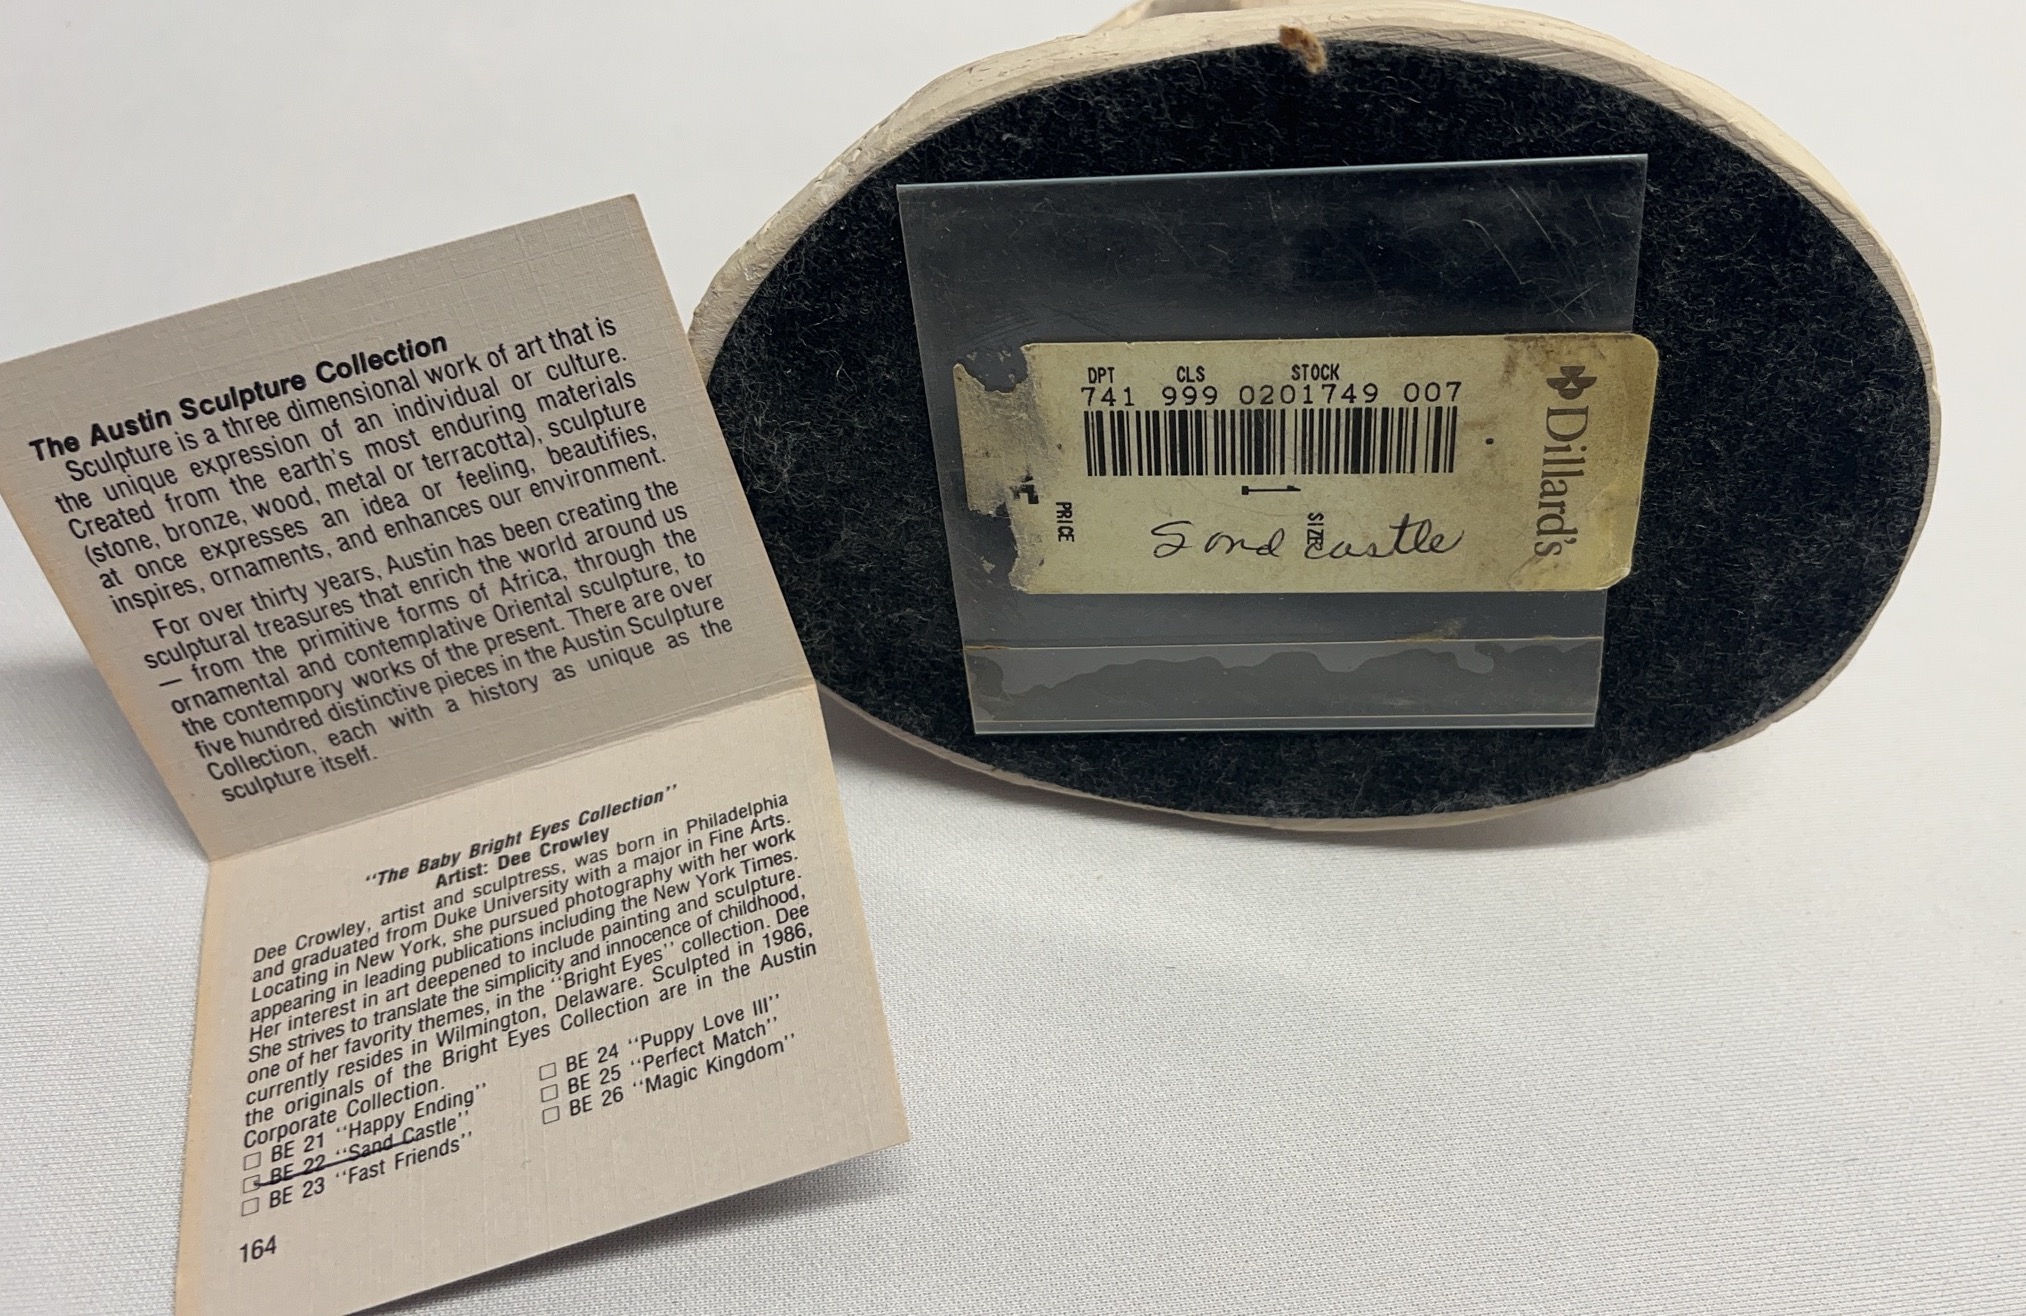 The Austin Sculpture Collection
Sculpture is a three dimensional work of art that is
the unique expression of an individual or culture.
Created from the earth's most enduring materials
(stone, bronze, wood, metal or terracotta), sculpture
at once expresses an idea or feeling, beautifies,
inspires, ornaments, and enhances our environment.
For over thirty years, Austin has been creating the
sculptural treasures that enrich the world around us
— from the primitive forms of Africa, through the
ornamental and contemplative Oriental sculpture, to
the contempory works of the present. There are over
five hundred distinctive pieces in the Austin Sculpture
Collection, each with a history as unique as the
sculpture itself.
"The Baby Bright Eyes Collection"
Artist: Dee Crowley
Dee Crowley, artist and sculptress, was born in Philadelphia
and graduated from Duke University with a major in Fine Arts.
Locating in New York, she pursued photography with her work
appearing in leading publications including the New York Times.
Her interest in art deepened to include painting and sculpture.
She strives to translate the simplicity and innocence of childhood,
one of her favority themes, in the "Bright Eyes" collection. Dee
currently resides in Wilmington, Delaware. Sculpted in 1986,
the originals of the Bright Eyes Collection are in the Austin
Corporate Collection.
☐ BE 21 "Happy Ending"
☐ BE 22 "Sand Castle"
☐ BE 23 "Fast Friends"
☐ BE 24 "Puppy Love III"
☐ BE 25 "Perfect Match"
☐ BE 26 "Magic Kingdom"
164
DPT CLS STOCK
741 999 0201749 007
PRICE
SIZE
Sand castle
Dillard's